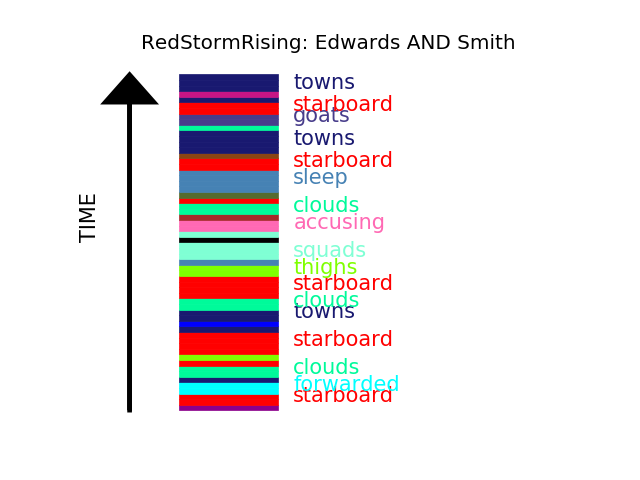 RedStormRising: Edwards AND Smith
towns
starboard
goats
towns
starboard
sleep
clouds
accusing
squads
thighs
starboard
clouds
towns
starboard
clouds
forwarded
starboard
TIME